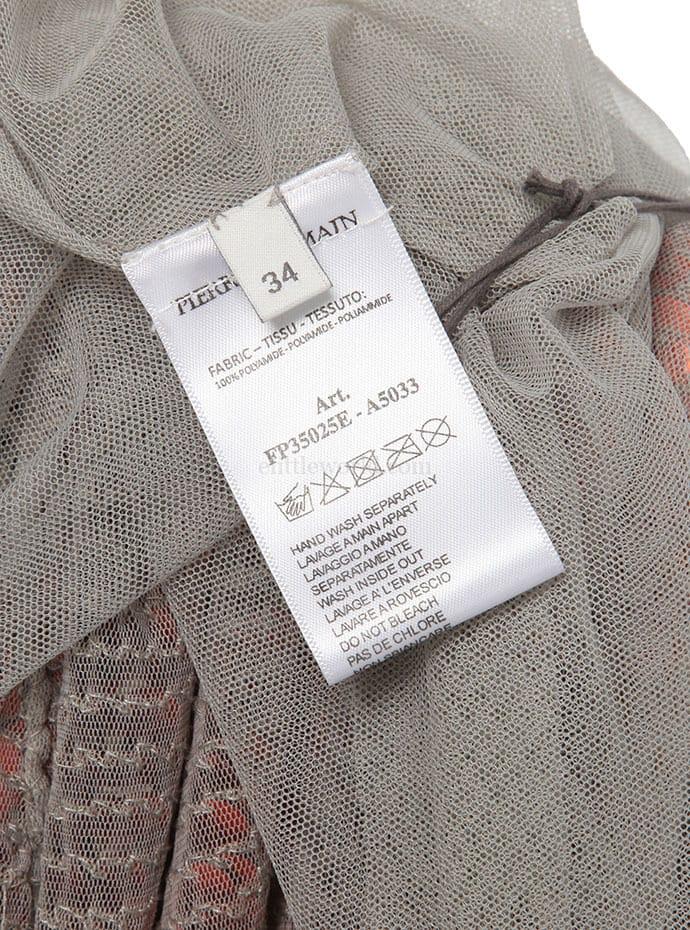 34
FABRIC - TISSU - TESSUTO:
100% POLYAMIDE - POLYAMIDE - POLIAMMIDE
Art.
FP35025E - A5033
HAND WASH SEPARATELY
LAVAGE A MAIN APART
LAVAGGIO A MANO
SEPARATAMENTE
WASH INSIDE OUT
LAVAGE A' L'ENVERSE
LAVARE A ROVESCIO
DO NOT BLEACH
PAS DE CHLORE